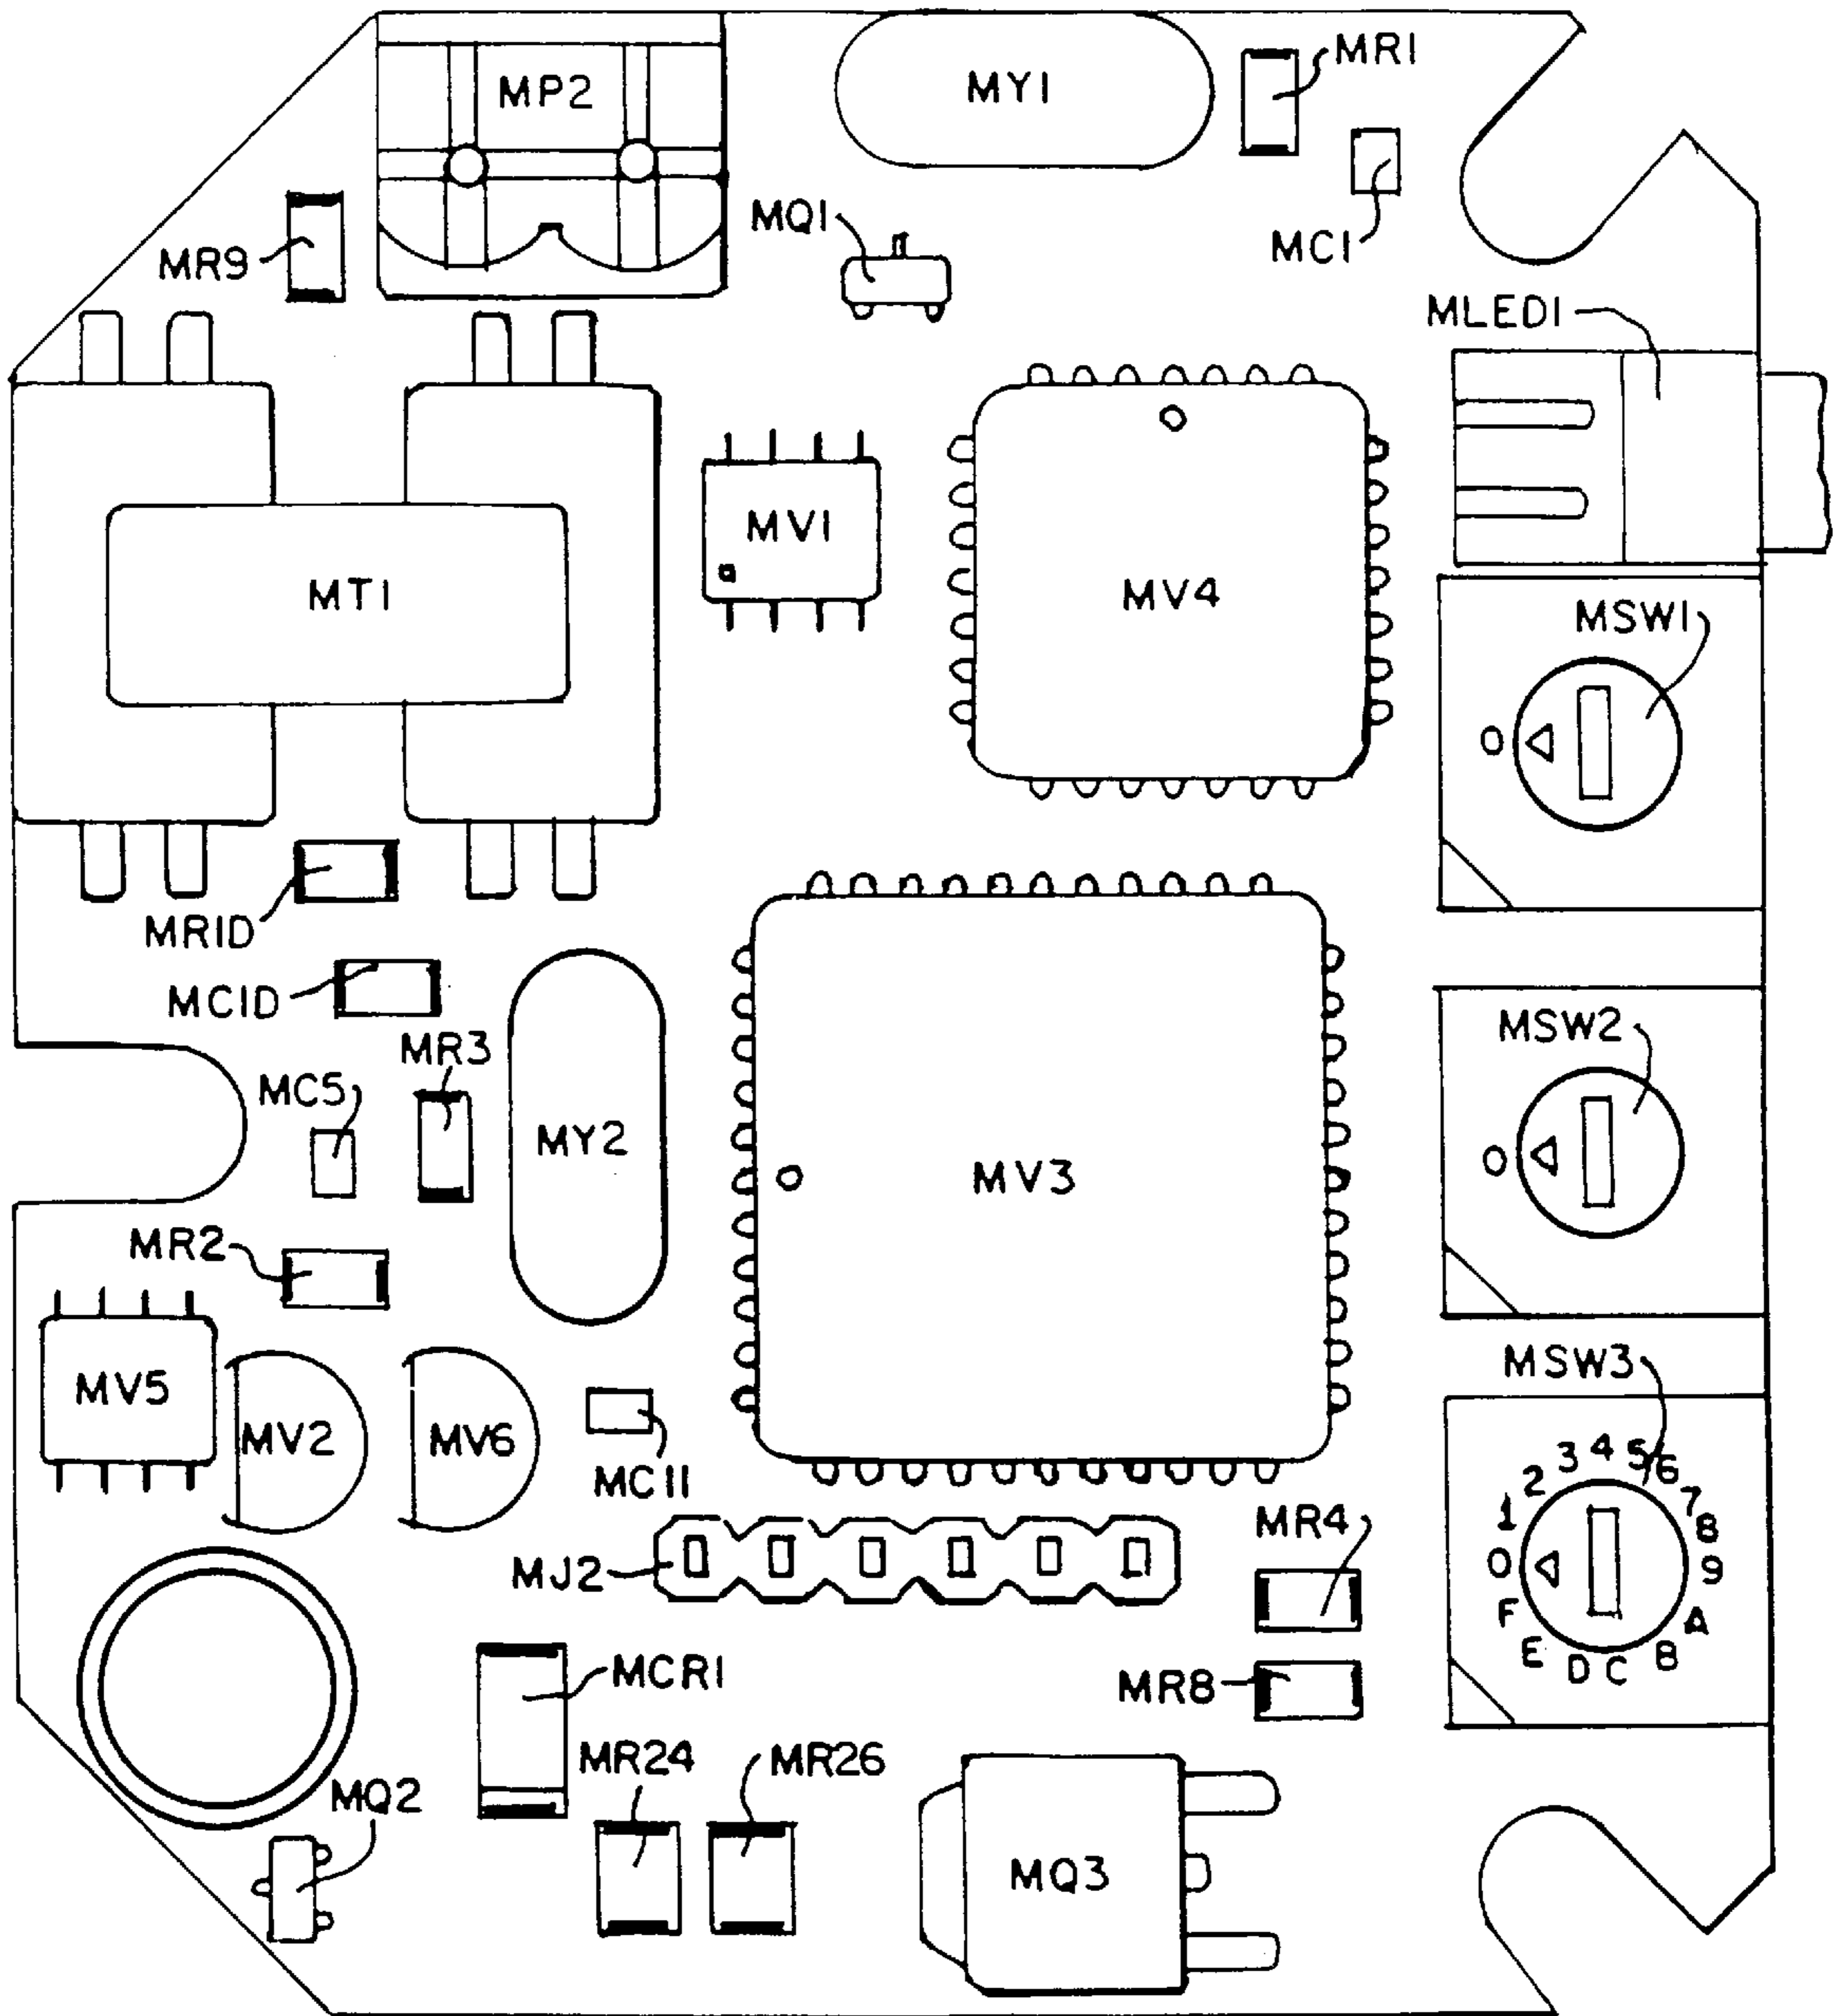 MP2
MY1
MR1
MC1
MR9
MQ1
MLED1
MV1
MV4
MT1
MSW1
0
MR1D
MC1D
MR3
MC5
MY2
MV3
MSW2
0
MR2
MV5
MV2
MV6
MC11
MSW3
0 1 2 3 4 5 6 7 8 9 A B C D E F
MJ2
MR4
MR8
MCR1
MR24
MR26
MQ2
MQ3